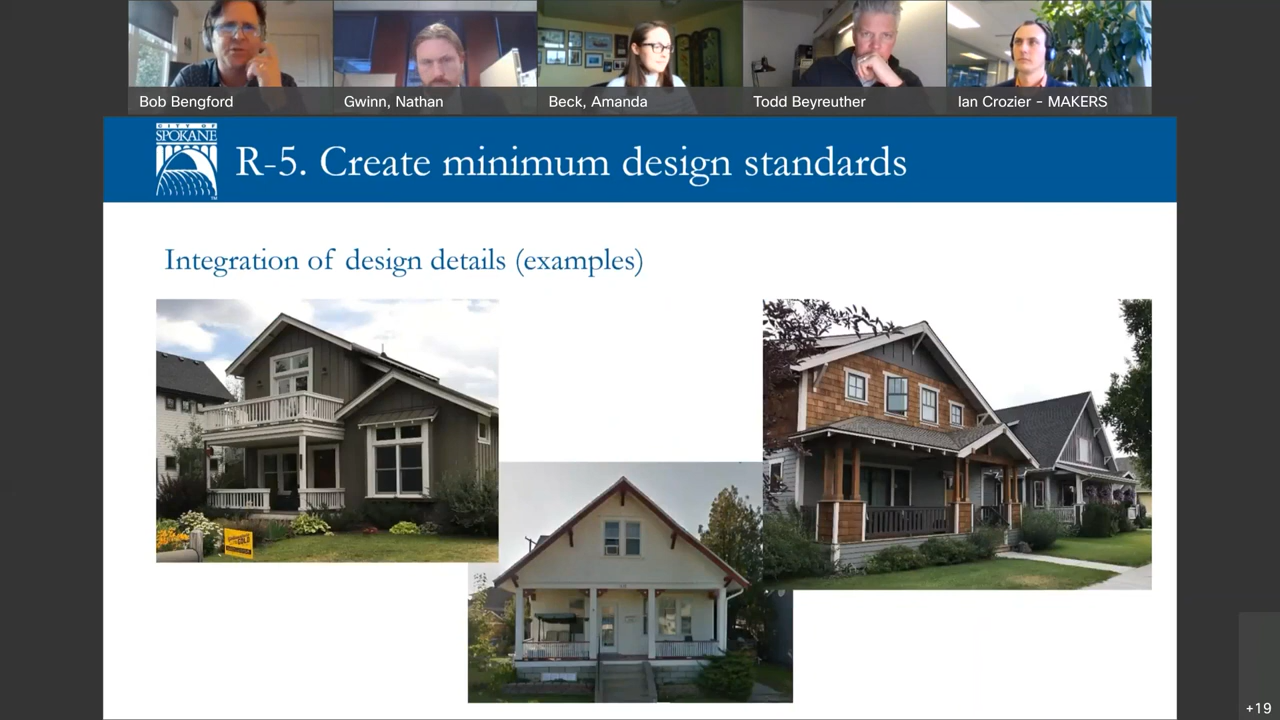 Bob Bengford
Gwinn, Nathan
Beck, Amanda
Todd Beyreuther
Ian Crozier - MAKERS
CITY OF
SPOKANE
R-5. Create minimum design standards
Integration of design details (examples)
+19